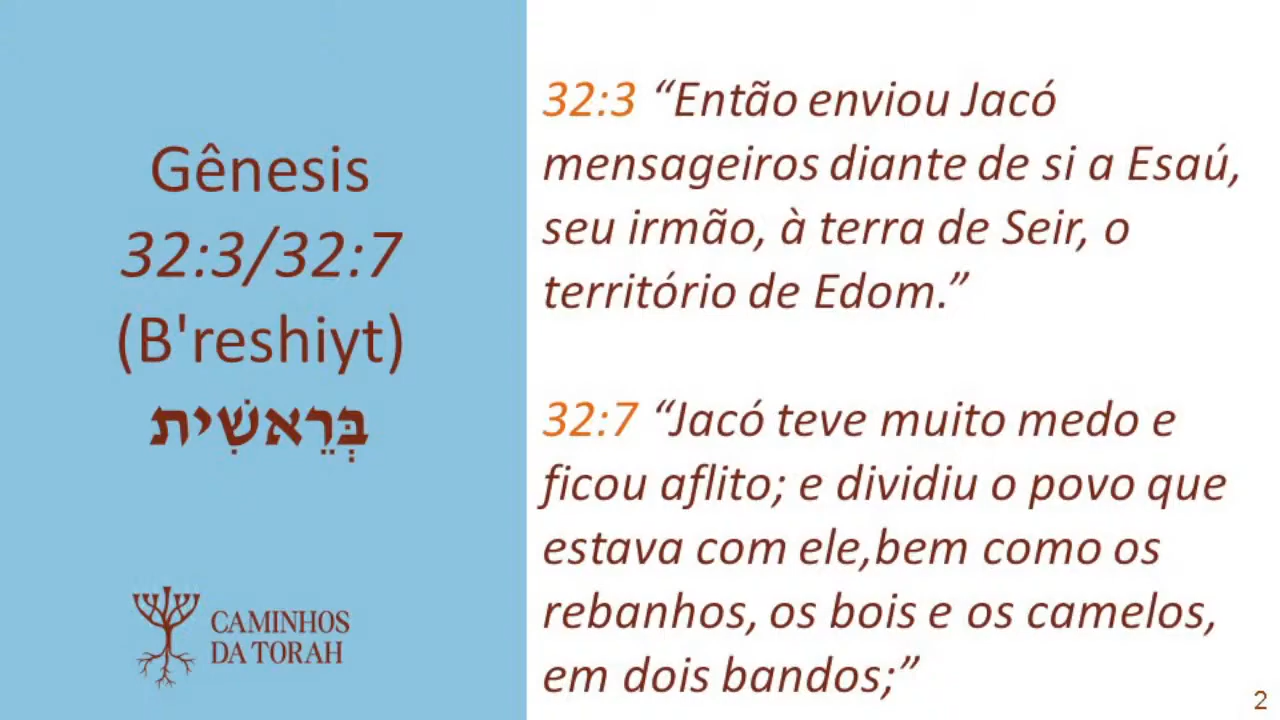 Gênesis
32:3/32:7
(B'reshiyt)
בְּרֵאשִׁית
CAMINHOS
DA TORAH
32:3 “Então enviou Jacó
mensageiros diante de si a Esaú,
seu irmão, à terra de Seir, o
território de Edom.”
32:7 “Jacó teve muito medo e
ficou aflito; e dividiu o povo que
estava com ele,bem como os
rebanhos, os bois e os camelos,
em dois bandos;”
2